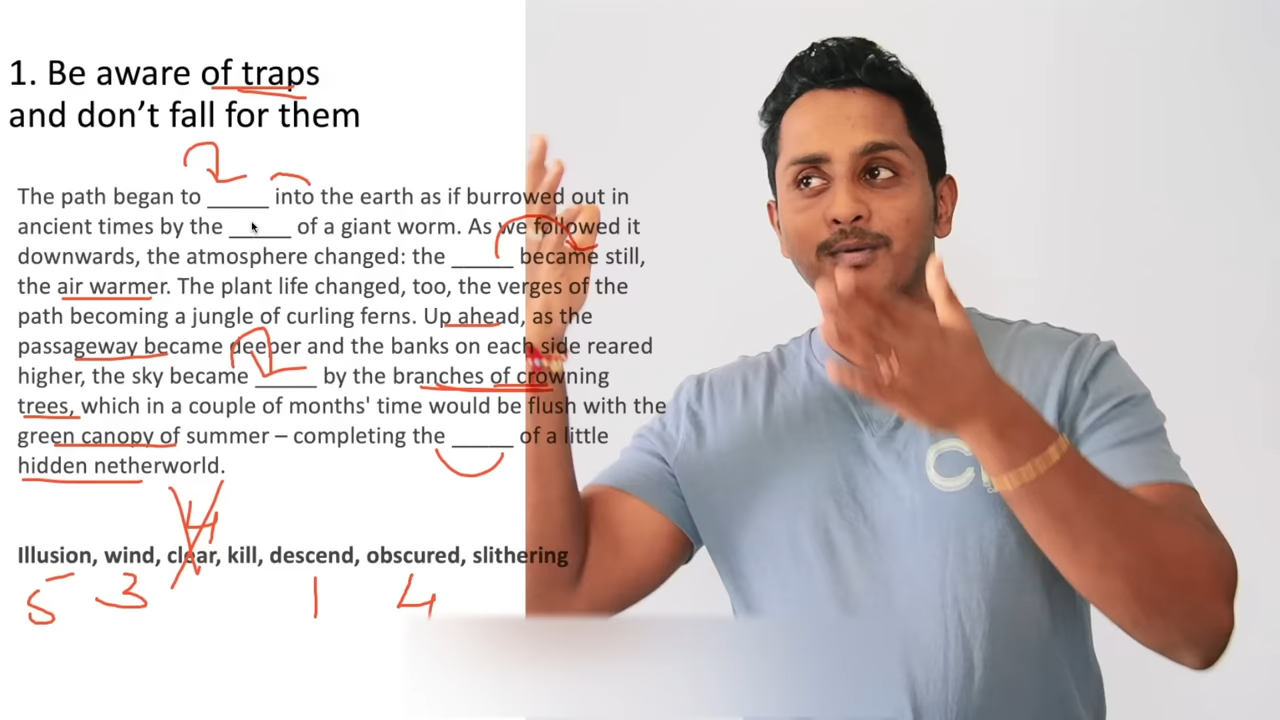 1. Be aware of traps
and don't fall for them
2
The path began to _____ into the earth as if burrowed out in
ancient times by the _____ of a giant worm. As we followed it
downwards, the atmosphere changed: the _____ became still,
the air warmer. The plant life changed, too, the verges of the
path becoming a jungle of curling ferns. Up ahead, as the
passageway became deeper and the banks on each side reared
higher, the sky became _____ by the branches of crowning
trees, which in a couple of months' time would be flush with the
green canopy of summer – completing the _____ of a little
hidden netherworld.
4
Illusion, wind, clear, kill, descend, obscured, slithering
5 3 1 4